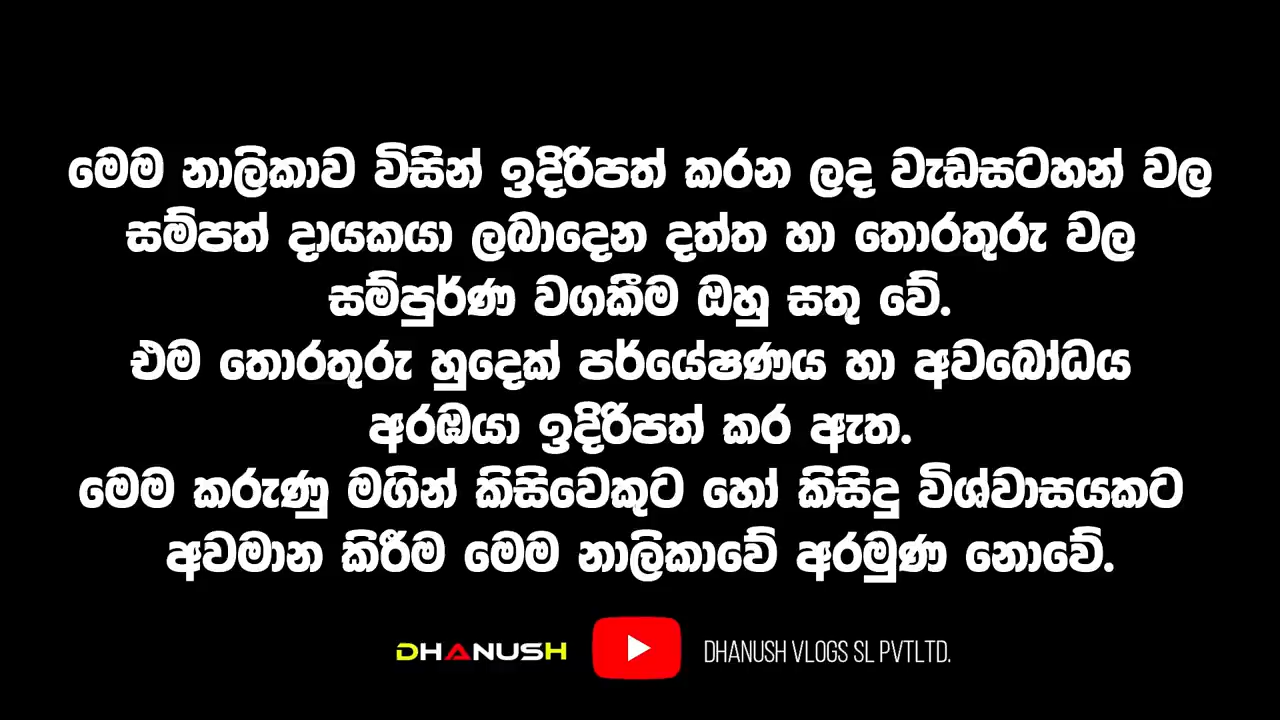 මෙම නාලිකාව විසින් ඉදිරිපත් කරන ලද වැඩසටහන් වල
සම්පත් දායකයා ලබාදෙන දත්ත හා තොරතුරු වල
සම්පුර්ණ වගකීම ඔහු සතු වේ.
එම තොරතුරු හුදෙක් පර්යේෂණය හා අවබෝධය
අරඹයා ඉදිරිපත් කර ඇත.
මෙම කරුණු මගින් කිසිවෙකුට හෝ කිසිදු විශ්වාසයකට
අවමාන කිරීම මෙම නාලිකාවේ අරමුණ නොවේ.
DHANUSH DHANUSH VLOGS SL PVTLTD.